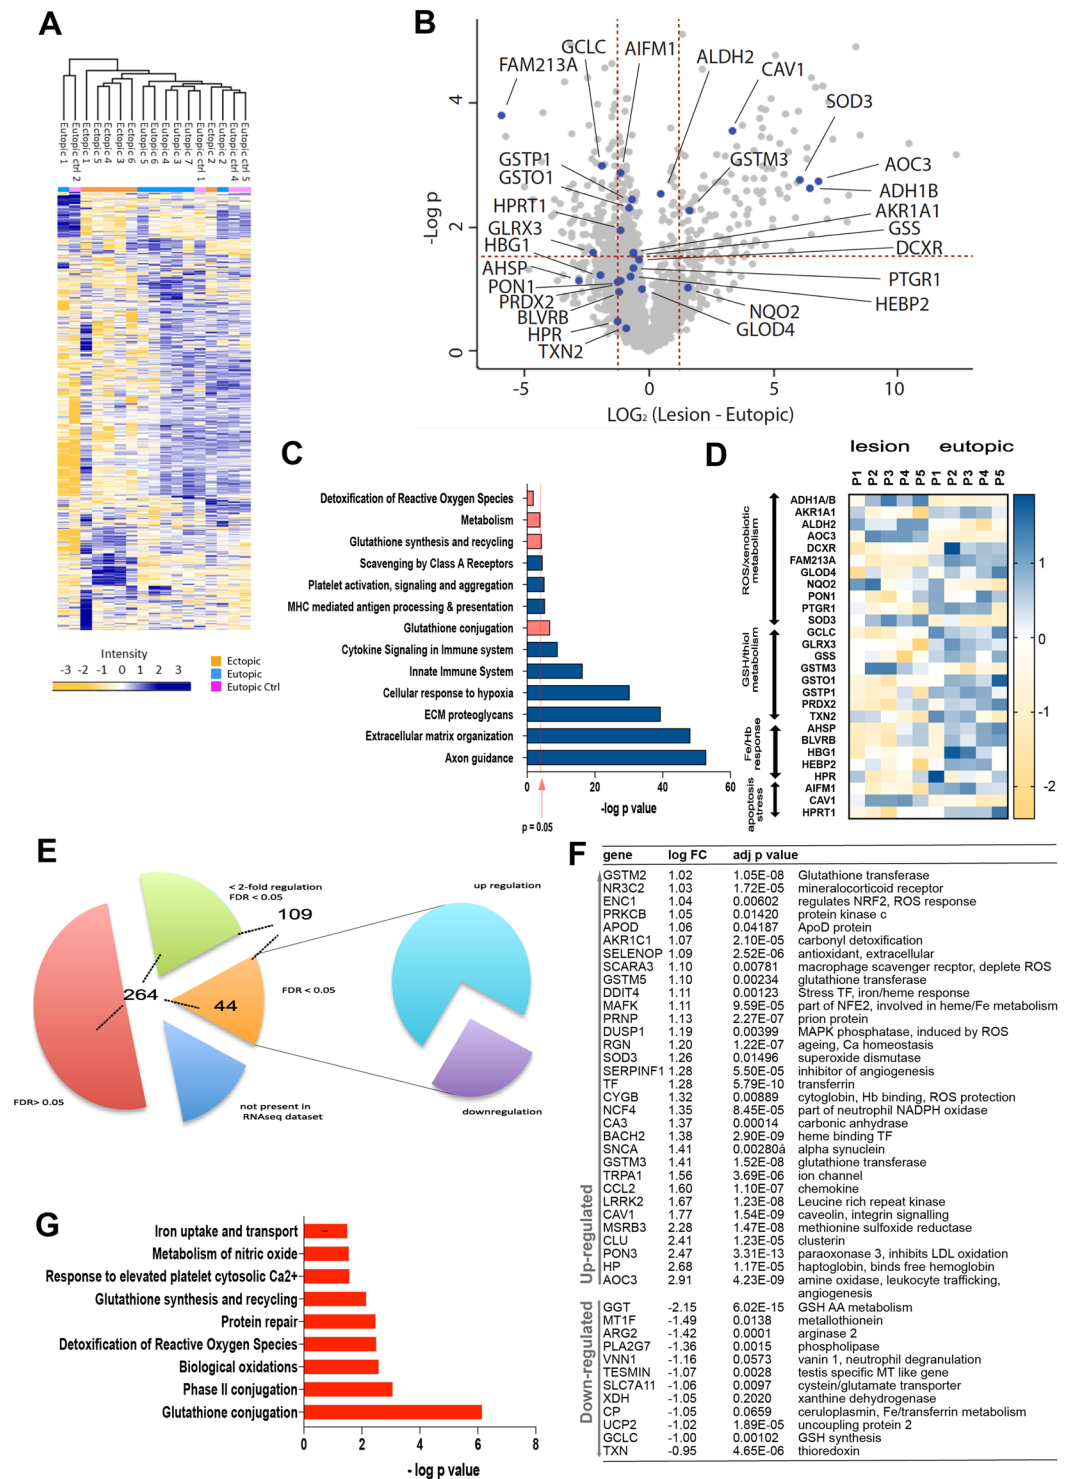 A
Eutopic 1
Eutopic ctrl 2
Ectopic 1
Ectopic 5
Ectopic 4
Ectopic 3
Ectopic 6
Eutopic 5
Eutopic 6
Eutopic 4
Eutopic 3
Eutopic 7
Eutopic ctrl 1
Ectopic 2
Eutopic 2
Eutopic ctrl 4
Eutopic ctrl 5
Intensity
-3 -2 -1 0 1 2 3
Ectopic
Eutopic
Eutopic Ctrl
B
GCLC
AIFM1
ALDH2
FAM213A
CAV1
SOD3
GSTP1
GSTM3
AOC3
GSTO1
ADH1B
HPRT1
AKR1A1
GLRX3
GSS
HBG1
DCXR
AHSP
PTGR1
PON1
HEBP2
PRDX2
NQO2
BLVRB
GLOD4
HPR
TXN2
-Log p
4
2
0
-5 0 5 10
LOG2 (Lesion - Eutopic)
C
Detoxification of Reactive Oxygen Species
Metabolism
Glutathione synthesis and recycling
Scavenging by Class A Receptors
Platelet activation, signaling and aggregation
MHC mediated antigen processing & presentation
Glutathione conjugation
Cytokine Signaling in Immune system
Innate Immune System
Cellular response to hypoxia
ECM proteoglycans
Extracellular matrix organization
Axon guidance
0 20 40 60
-log p value
p = 0.05
D
lesion eutopic
P1 P2 P3 P4 P5 P1 P2 P3 P4 P5
ROS/xenobiotic metabolism
GSH/thiol metabolism
Fe/Hb response
apoptosis stress
ADH1A/B
AKR1A1
ALDH2
AOC3
DCXR
FAM213A
GLOD4
NQO2
PON1
PTGR1
SOD3
GCLC
GLRX3
GSS
GSTM3
GSTO1
GSTP1
PRDX2
TXN2
AHSP
BLVRB
HBG1
HEBP2
HPR
AIFM1
CAV1
HPRT1
1
0
-1
-2
E
< 2-fold regulation
FDR < 0.05
109
264
44
FDR < 0.05
FDR> 0.05
not present in
RNAseq dataset
up regulation
downregulation
F
gene log FC adj p value
Up-regulated
GSTM2 1.02 1.05E-08 Glutathione transferase
NR3C2 1.03 1.72E-05 mineralocorticoid receptor
ENC1 1.04 0.00602 regulates NRF2, ROS response
PRKCB 1.05 0.01420 protein kinase c
APOD 1.06 0.04187 ApoD protein
AKR1C1 1.07 2.10E-05 carbonyl detoxification
SELENOP 1.09 2.52E-06 antioxidant, extracellular
SCARA3 1.10 0.00781 macrophage scavenger recptor, deplete ROS
GSTM5 1.10 0.00234 glutathione transferase
DDIT4 1.11 0.00123 Stress TF, iron/heme response
MAFK 1.11 9.59E-05 part of NFE2, involved in heme/Fe metabolism
PRNP 1.13 2.27E-07 prion protein
DUSP1 1.19 0.00399 MAPK phosphatase, induced by ROS
RGN 1.20 1.22E-07 ageing, Ca homeostasis
SOD3 1.26 0.01496 superoxide dismutase
SERPINF1 1.28 5.50E-05 inhibitor of angiogenesis
TF 1.28 5.79E-10 transferrin
CYGB 1.32 0.00889 cytoglobin, Hb binding, ROS protection
NCF4 1.35 8.45E-05 part of neutrophil NADPH oxidase
CA3 1.37 0.00014 carbonic anhydrase
BACH2 1.38 2.90E-09 heme binding TF
SNCA 1.41 0.00280â alpha synuclein
GSTM3 1.41 1.52E-08 glutathione transferase
TRPA1 1.56 3.69E-06 ion channel
CCL2 1.60 1.10E-07 chemokine
LRRK2 1.67 1.23E-08 Leucine rich repeat kinase
CAV1 1.77 1.54E-09 caveolin, integrin signalling
MSRB3 2.28 1.47E-08 methionine sulfoxide reductase
CLU 2.41 1.23E-05 clusterin
PON3 2.47 3.31E-13 paraoxonase 3, inhibits LDL oxidation
HP 2.68 1.17E-05 haptoglobin, binds free hemoglobin
AOC3 2.91 4.23E-09 amine oxidase, leukocyte trafficking,
angiogenesis
Down-regulated
GGT -2.15 6.02E-15 GSH AA metabolism
MT1F -1.49 0.0138 metallothionein
ARG2 -1.42 0.0001 arginase 2
PLA2G7 -1.36 0.0015 phospholipase
VNN1 -1.16 0.0573 vanin 1, neutrophil degranulation
TESMIN -1.07 0.0028 testis specific MT like gene
SLC7A11 -1.06 0.0097 cystein/glutamate transporter
XDH -1.05 0.2020 xanthine dehydrogenase
CP -1.05 0.0659 ceruloplasmin, Fe/transferrin metabolism
UCP2 -1.02 1.89E-05 uncoupling protein 2
GCLC -1.00 0.00102 GSH synthesis
TXN -0.95 4.65E-06 thioredoxin
G
Iron uptake and transport
Metabolism of nitric oxide
Response to elevated platelet cytosolic Ca2+
Glutathione synthesis and recycling
Protein repair
Detoxification of Reactive Oxygen Species
Biological oxidations
Phase II conjugation
Glutathione conjugation
0 2 4 6 8
- log p value